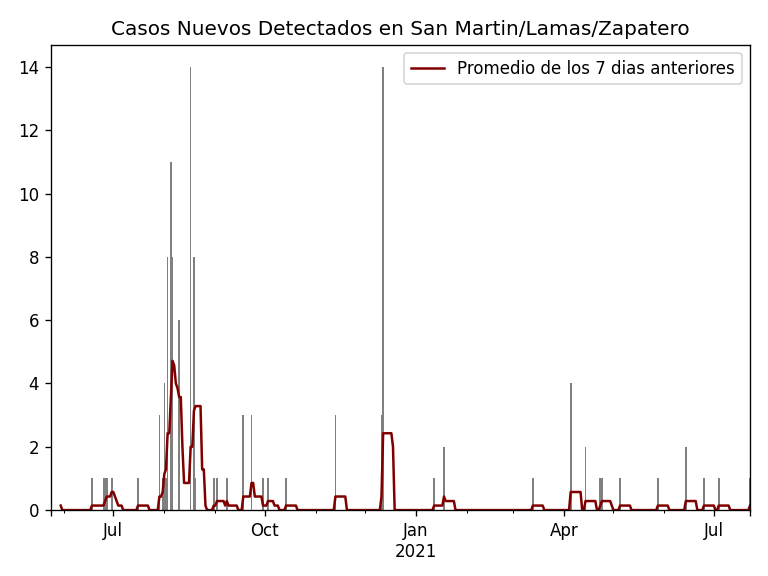 Casos Nuevos Detectados en San Martin/Lamas/Zapatero
Promedio de los 7 dias anteriores
14
12
10
8
6
4
2
0
Jul
Oct
Jan
2021
Apr
Jul